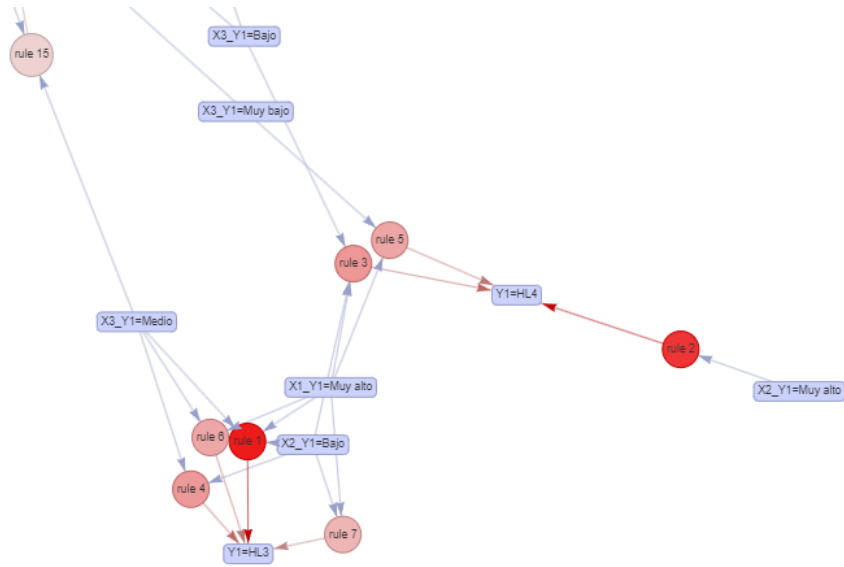 X3_Y1=Bajo
rule 15
X3_Y1=Muy bajo
rule 5
rule 3
Y1=HL4
X3_Y1=Medio
rule 2
X1_Y1=Muy alto
X2_Y1=Muy alto
rule 6
rule 1
X2_Y1=Bajo
rule 4
rule 7
Y1=HL3